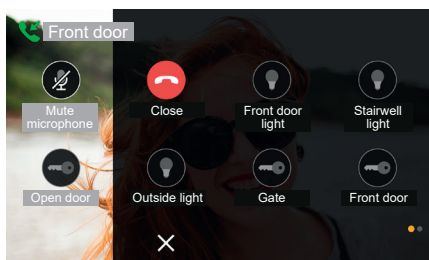 Front door
Mute
microphone
Close
Front door
light
Stairwell
light
Open door
Outside light
Gate
Front door